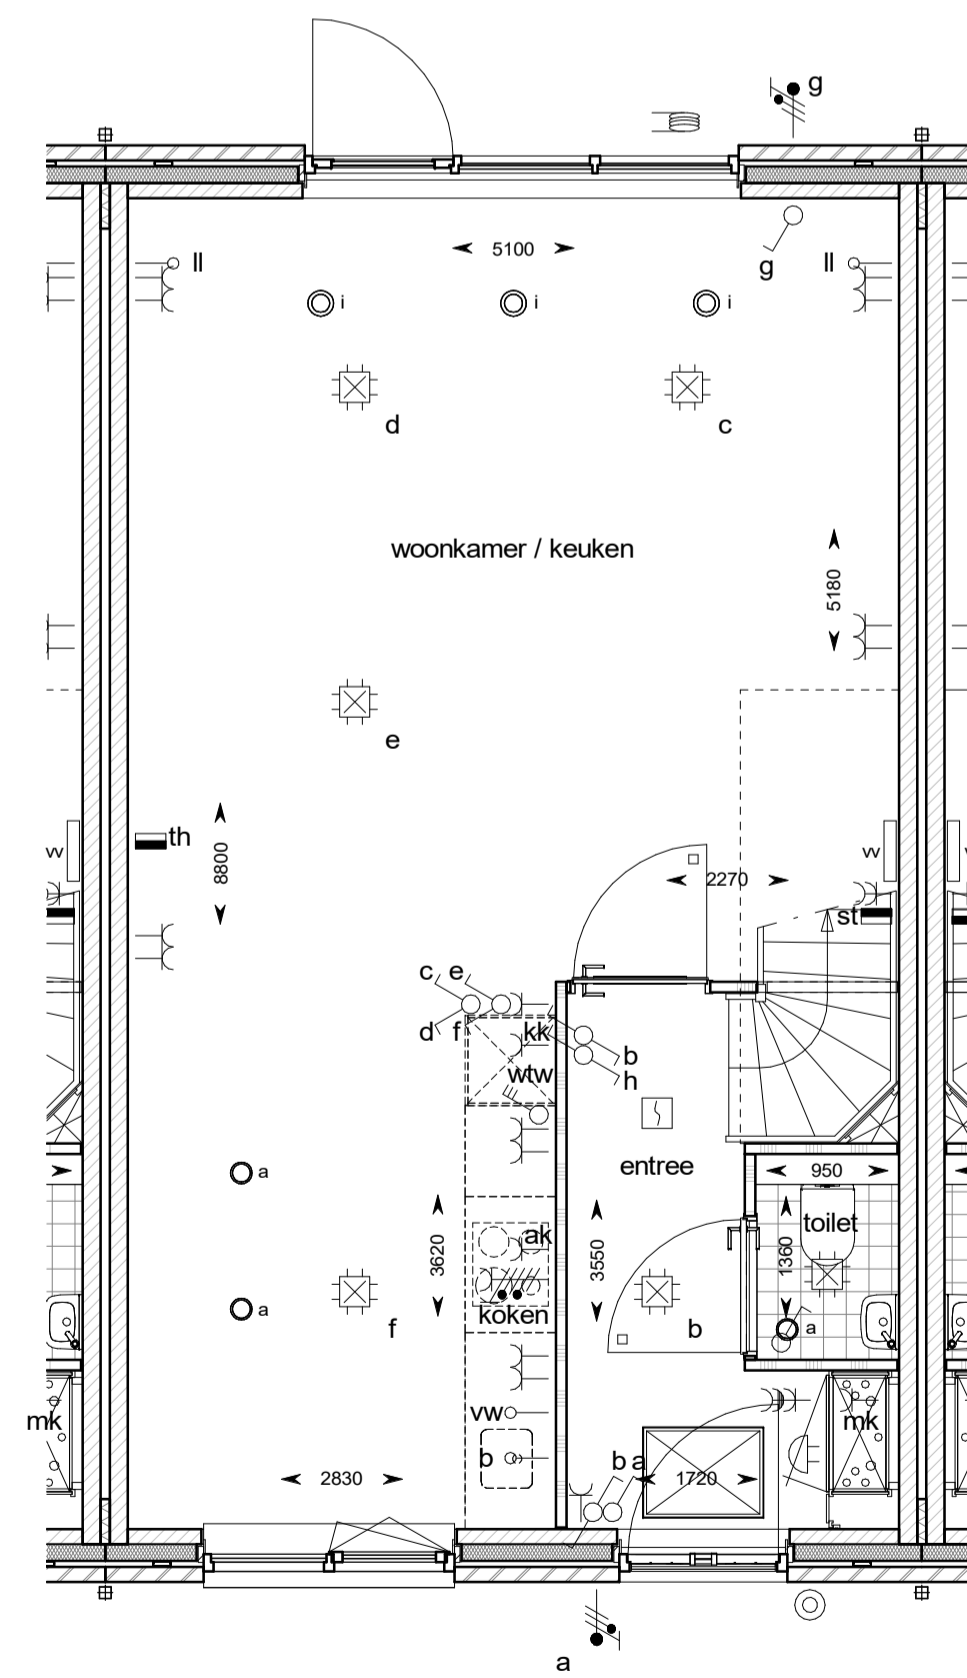 g
5100
g
ll
ll
i
i
i
d
c
woonkamer / keuken
5180
e
th
8800
vv
vv
2270
st
c e
d f
kk
b
h
wtw
entree
950
toilet
a
3620
ak
3550
1360
koken
f
b
a
a
vw
mk
mk
b
2830
b a
1720
a